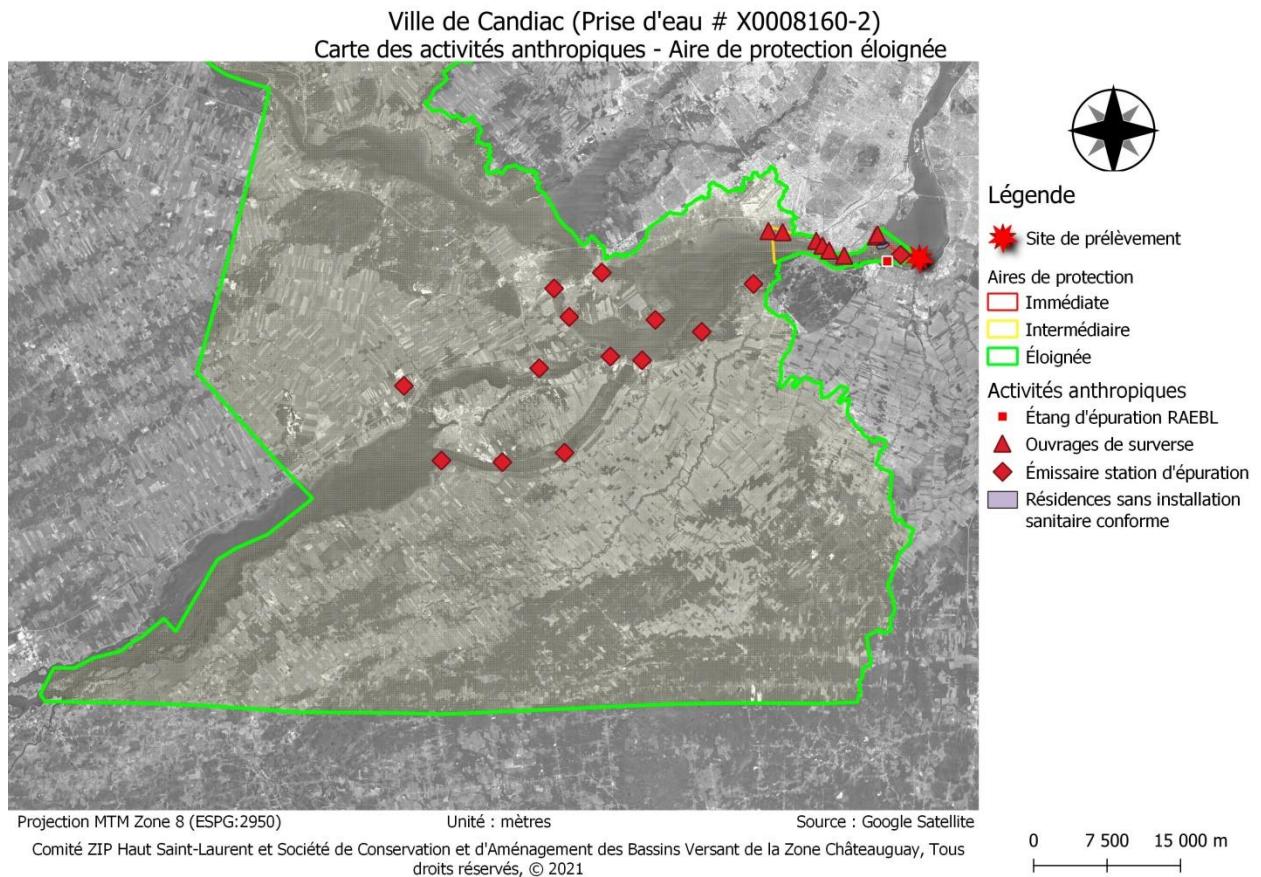 Ville de Candiac (Prise d'eau # X0008160-2)
Carte des activités anthropiques - Aire de protection éloignée
Légende
Site de prélèvement
Aires de protection
Immédiate
Intermédiaire
Éloignée
Activités anthropiques
Étang d'épuration RAEBL
Ouvrages de surverse
Émissaire station d'épuration
Résidences sans installation
sanitaire conforme
Projection MTM Zone 8 (ESPG:2950)
Unité : mètres
Source : Google Satellite
Comité ZIP Haut Saint-Laurent et Société de Conservation et d'Aménagement des Bassins Versant de la Zone Châteauguay, Tous
droits réservés, © 2021
0 7 500 15 000 m